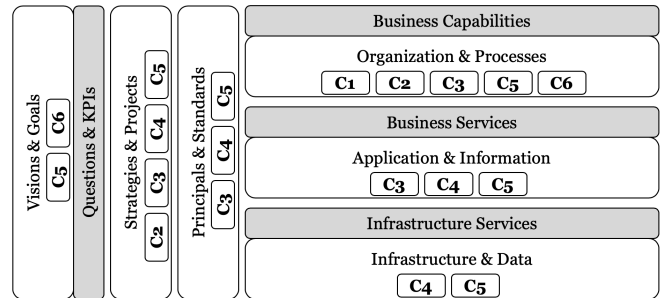 Visions & Goals
C5 C6
Questions & KPIs
Strategies & Projects
C2 C3 C4 C5
Principals & Standards
C3 C4 C5
Business Capabilities
Organization & Processes
C1 C2 C3 C5 C6
Business Services
Application & Information
C3 C4 C5
Infrastructure Services
Infrastructure & Data
C4 C5